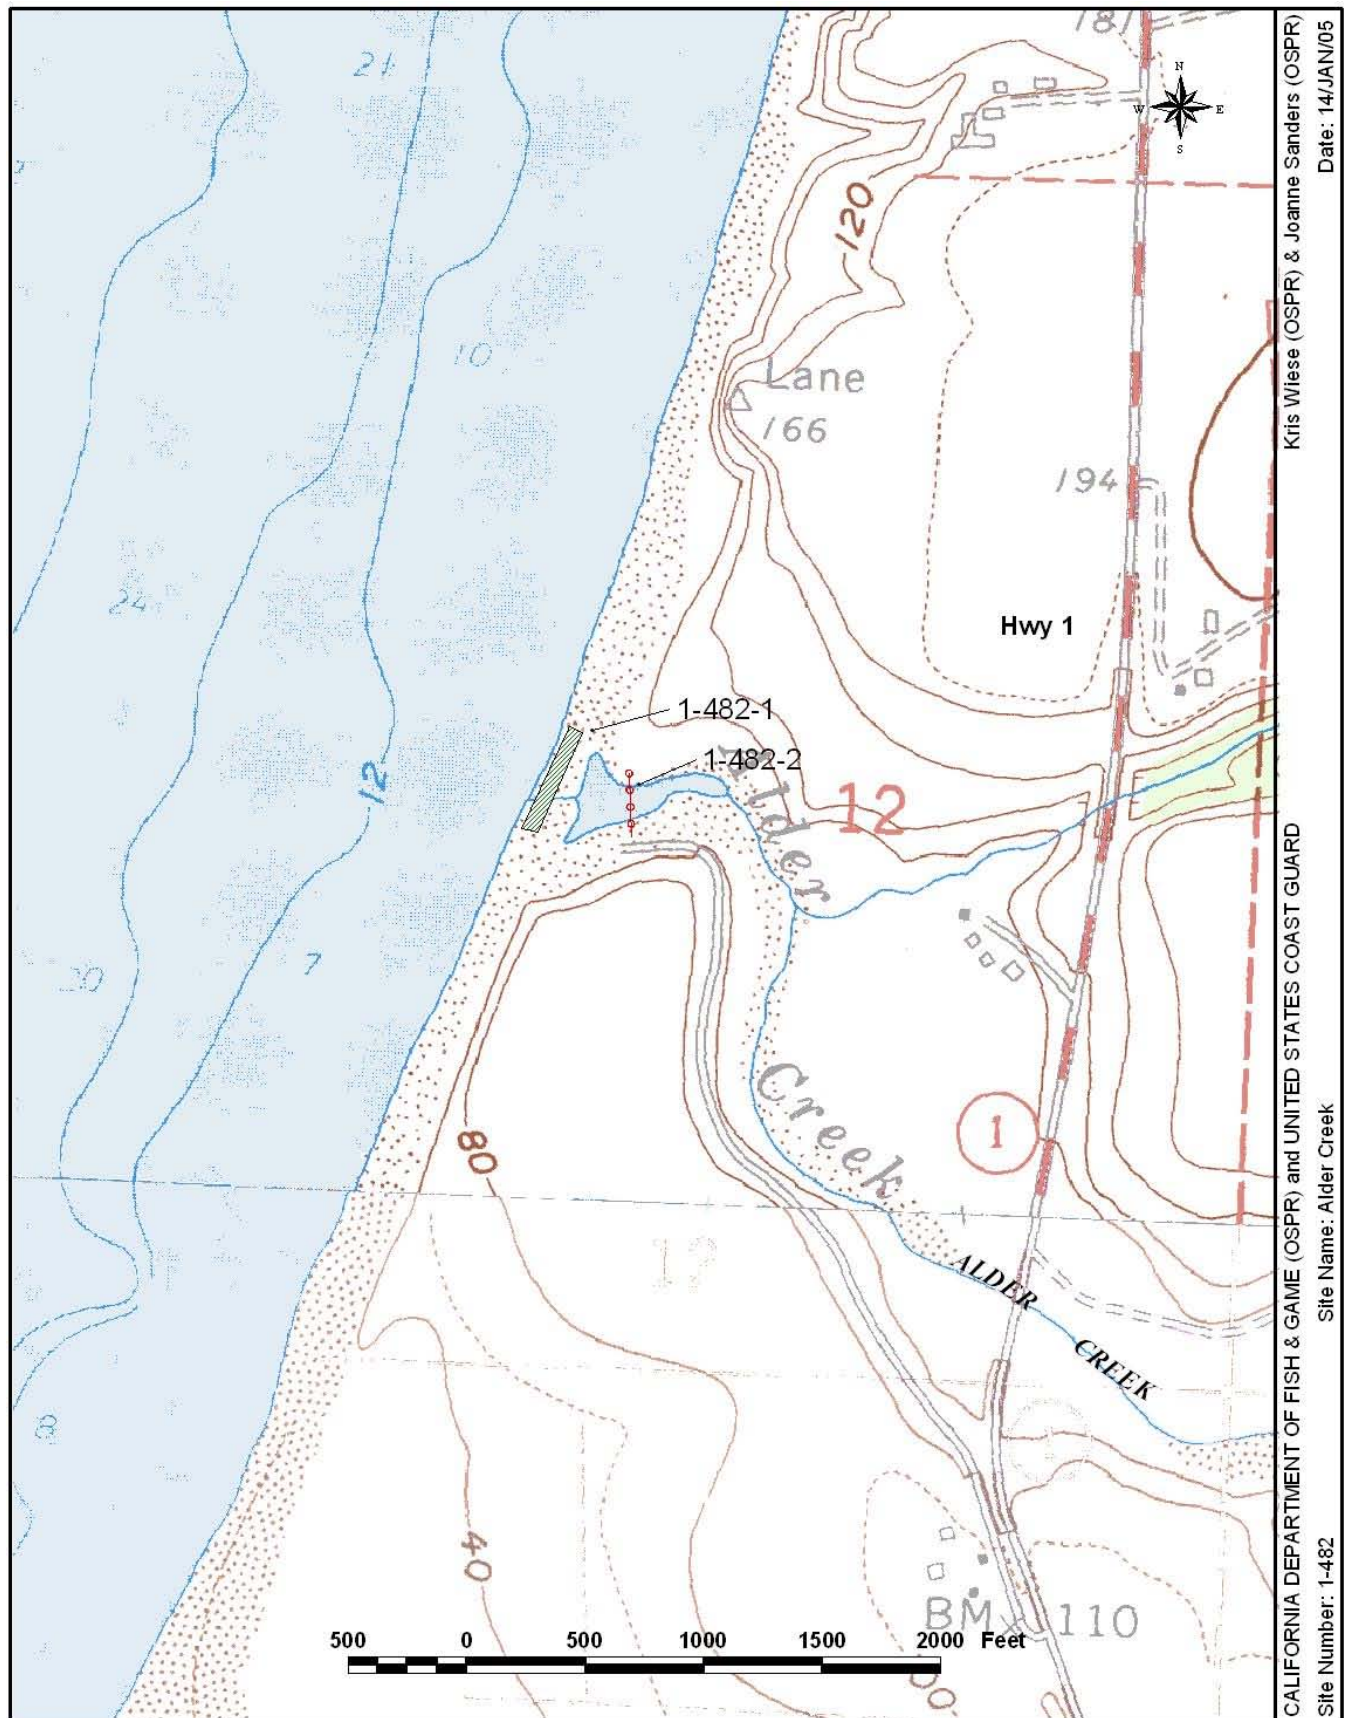 21
181
N
W E
S
120
10
Lane
166
194
24
Hwy 1
1-482-1
1-482-2
12
12
Alder
7
20
Creek
1
80
ALDER
CREEK
8
40
BM x 110
500 0 500 1000 1500 2000 Feet
Kris Wiese (OSPR) & Joanne Sanders (OSPR)
Date: 14/JAN/05
CALIFORNIA DEPARTMENT OF FISH & GAME (OSPR) and UNITED STATES COAST GUARD
Site Number: 1-482 Site Name: Alder Creek